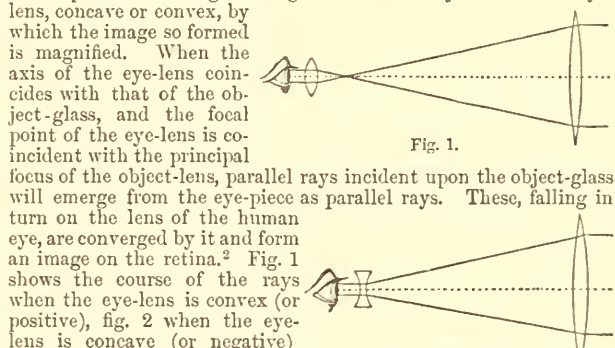 lens, concave or convex, by
which the image so formed
is magnified. When the
axis of the eye-lens coin-
cides with that of the ob-
ject-glass, and the focal
point of the eye-lens is co-
incident with the principal
Fig. 1.
focus of the object-lens, parallel rays incident upon the object-glass
will emerge from the eye-piece as parallel rays. These, falling in
turn on the lens of the human
eye, are converged by it and form
an image on the retina.² Fig. 1
shows the course of the rays
when the eye-lens is convex (or
positive), fig. 2 when the eye-
lens is concave (or negative)